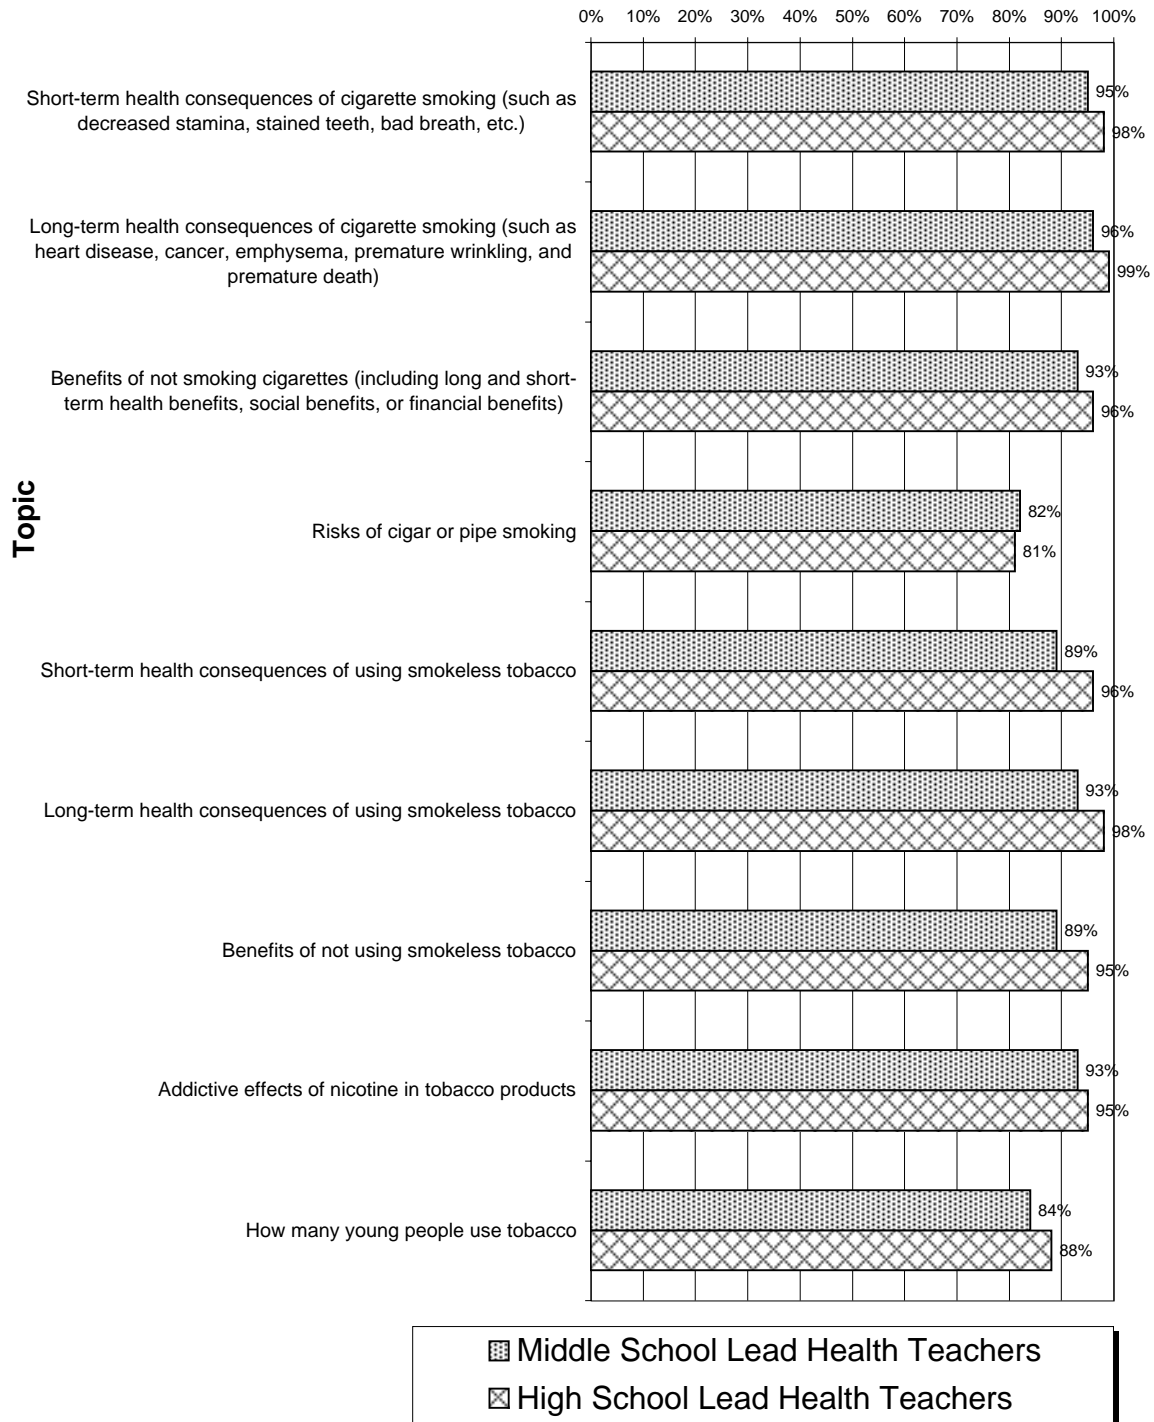 0% 10% 20% 30% 40% 50% 60% 70% 80% 90% 100%
Topic
Short-term health consequences of cigarette smoking (such as
decreased stamina, stained teeth, bad breath, etc.)
95%
98%
Long-term health consequences of cigarette smoking (such as
heart disease, cancer, emphysema, premature wrinkling, and
premature death)
96%
99%
Benefits of not smoking cigarettes (including long and short-
term health benefits, social benefits, or financial benefits)
93%
96%
Risks of cigar or pipe smoking
82%
81%
Short-term health consequences of using smokeless tobacco
89%
96%
Long-term health consequences of using smokeless tobacco
93%
98%
Benefits of not using smokeless tobacco
89%
95%
Addictive effects of nicotine in tobacco products
93%
95%
How many young people use tobacco
84%
88%
Middle School Lead Health Teachers
High School Lead Health Teachers